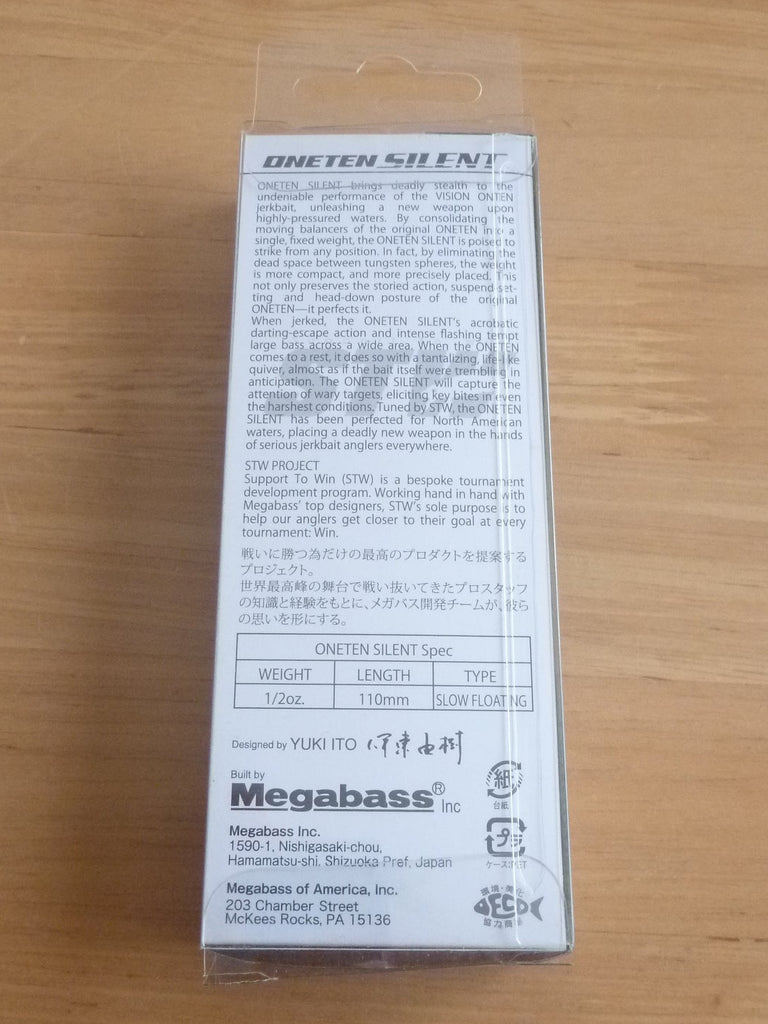 ONETEN SILENT
ONETEN SILENT brings deadly stealth to the
undeniable performance of the VISION ONTEN
jerkbait, unleashing a new weapon upon
highly-pressured waters. By consolidating the
moving balancers of the original ONETEN into a
single, fixed weight, the ONETEN SILENT is poised to
strike from any position. In fact, by eliminating the
dead space between tungsten spheres, the weight
is more compact, and more precisely placed. This
not only preserves the storied action, suspend set-
ting and head-down posture of the original
ONETEN—it perfects it.
When jerked, the ONETEN SILENT's acrobatic
darting-escape action and intense flashing tempt
large bass across a wide area. When the ONETEN
comes to a rest, it does so with a tantalizing, life-like
quiver, almost as if the bait itself were trembling in
anticipation. The ONETEN SILENT will capture the
attention of wary targets, eliciting key bites in even
the harshest conditions. Tuned by STW, the ONETEN
SILENT has been perfected for North American
waters, placing a deadly new weapon in the hands
of serious jerkbait anglers everywhere.
STW PROJECT
Support To Win (STW) is a bespoke tournament
development program. Working hand in hand with
Megabass' top designers, STW's sole purpose is to
help our anglers get closer to their goal at every
tournament: Win.
戦いに勝つ為だけの最高のプロダクトを提案する
プロジェクト。
世界最高峰の舞台で戦い抜いてきたプロスタッフ
の知識と経験をもとに、メガバス開発チームが、彼ら
の思いを形にする。
ONETEN SILENT Spec
WEIGHT LENGTH TYPE
1/2oz. 110mm SLOW FLOATING
Designed by YUKI ITO 伊東由樹
Built by
Megabass® Inc
紙
台紙
プラ
ケース:PET
Megabass Inc.
1590-1, Nishigasaki-chou,
Hamamatsu-shi. Shizuoka Pref, Japan
Megabass of America, Inc.
203 Chamber Street
McKees Rocks, PA 15136
環境・美化
DECO
協力商品